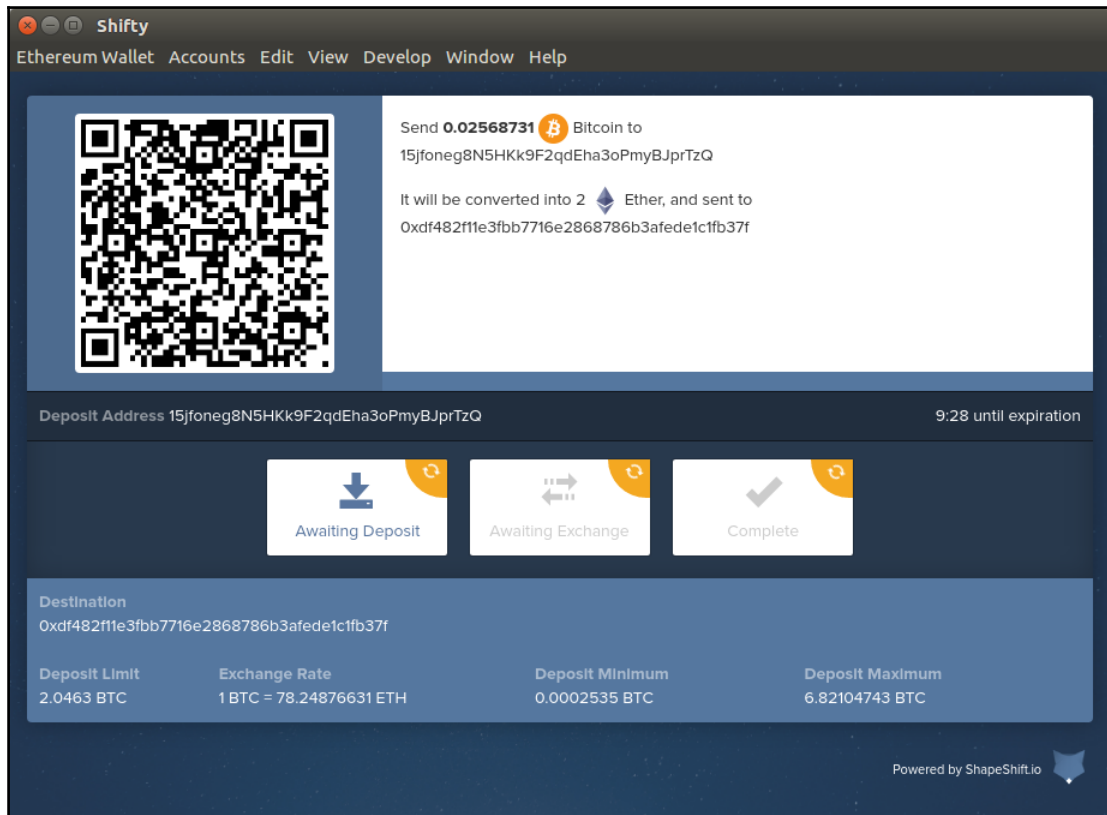 Shifty
Ethereum Wallet Accounts Edit View Develop Window Help
Send 0.02568731 Bitcoin to
15jfoneg8N5HKk9F2qdEha3oPmyBJprTzQ
It will be converted into 2 Ether, and sent to
0xdf482f11e3fbb7716e2868786b3afede1c1fb37f
Deposit Address 15jfoneg8N5HKk9F2qdEha3oPmyBJprTzQ 9:28 until expiration
Awaiting Deposit Awaiting Exchange Complete
Destination
0xdf482f11e3fbb7716e2868786b3afede1c1fb37f
Deposit Limit Exchange Rate Deposit Minimum Deposit Maximum
2.0463 BTC 1 BTC = 78.24876631 ETH 0.0002535 BTC 6.82104743 BTC
Powered by ShapeShift.io